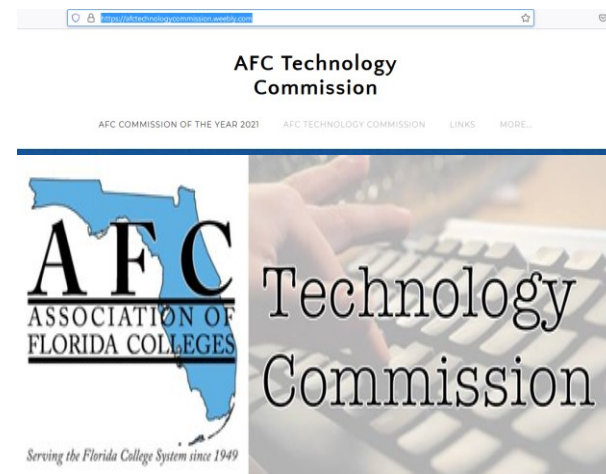 https://afctechnologycommission.weebly.com
AFC Technology
Commission
AFC COMMISSION OF THE YEAR 2021 AFC TECHNOLOGY COMMISSION LINKS MORE...
AFC
ASSOCIATION OF
FLORIDA COLLEGES
Serving the Florida College System since 1949
Technology
Commission